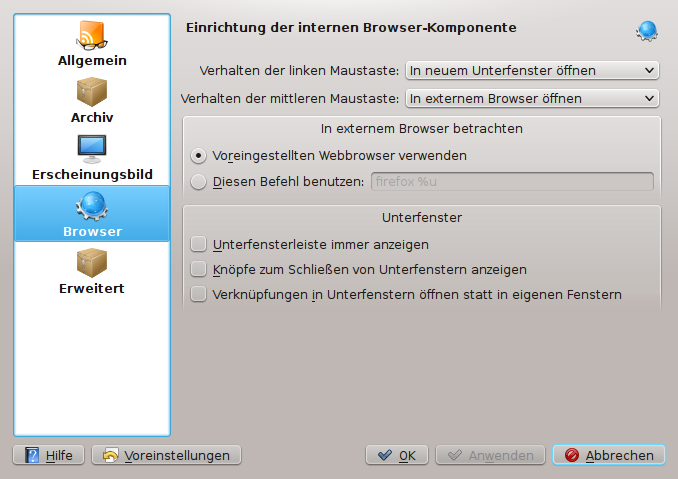 Einrichtung der internen Browser-Komponente
Allgemein
Archiv
Erscheinungsbild
Browser
Erweitert
Verhalten der linken Maustaste: In neuem Unterfenster öffnen
Verhalten der mittleren Maustaste: In externem Browser öffnen
In externem Browser betrachten
Voreingestellten Webbrowser verwenden
Diesen Befehl benutzen: firefox %u
Unterfenster
Unterfensterleiste immer anzeigen
Knöpfe zum Schließen von Unterfenstern anzeigen
Verknüpfungen in Unterfenstern öffnen statt in eigenen Fenstern
Hilfe Voreinstellungen OK Anwenden Abbrechen